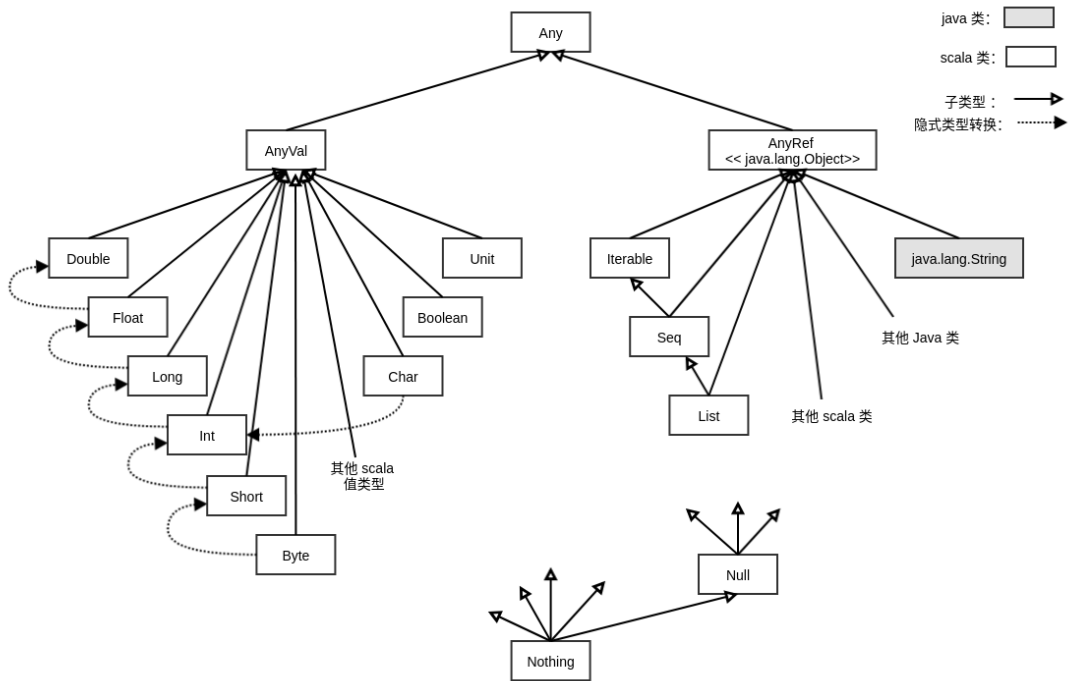 Any
java 类：
scala 类：
子类型：
隐式类型转换：
AnyVal
AnyRef
<< java.lang.Object>>
Double
Unit
Iterable
java.lang.String
Float
Boolean
Seq
其他 Java 类
Long
Char
List
其他 scala 类
Int
其他 scala
值类型
Short
Byte
Null
Nothing